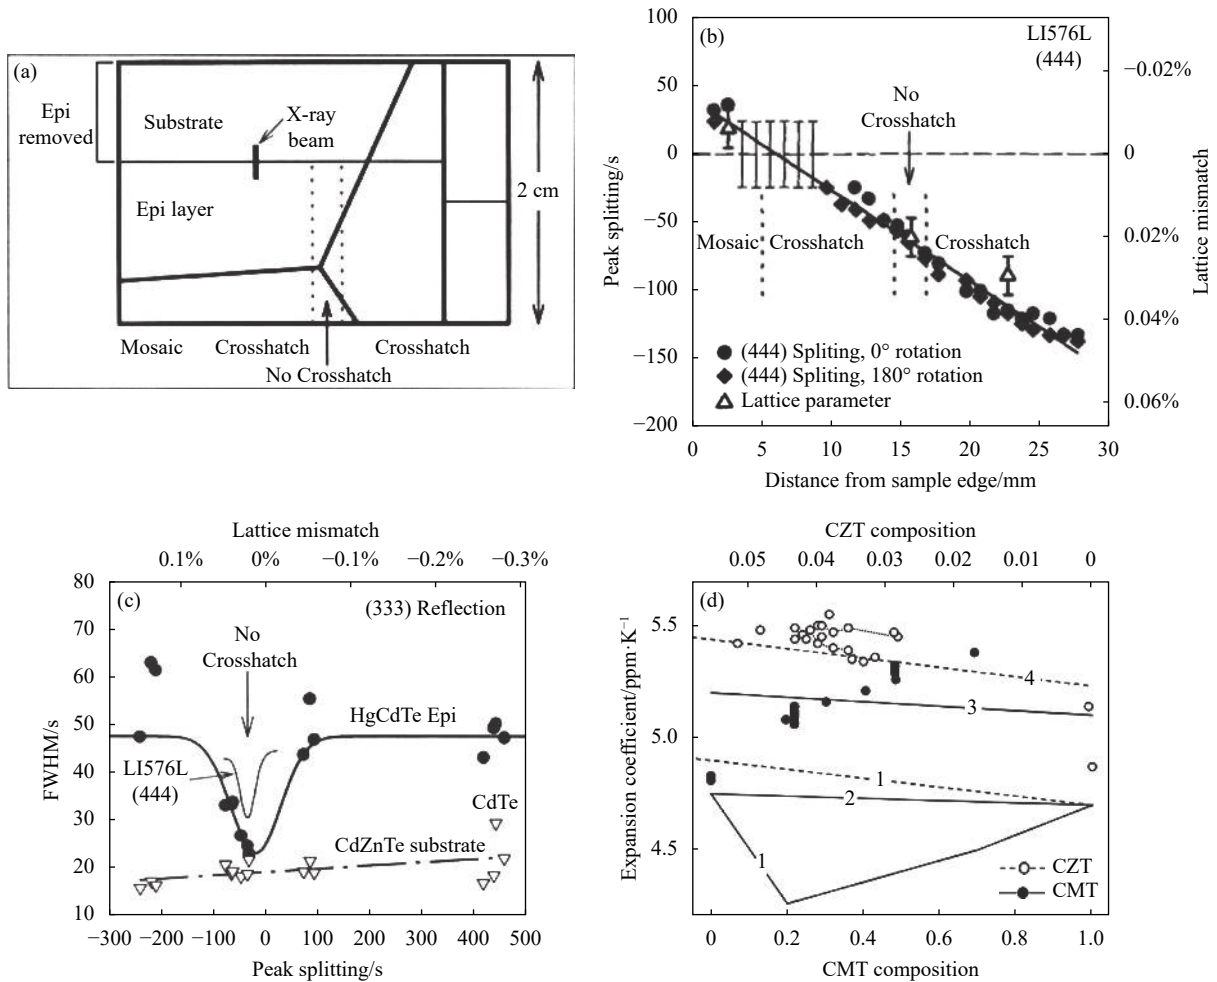 (a)
Epi
removed
Substrate
X-ray
beam
Epi layer
2 cm
Mosaic
Crosshatch
Crosshatch
No Crosshatch
(b)
LI576L
(444)
No
Crosshatch
Mosaic
Crosshatch
Crosshatch
(444) Spliting, 0° rotation
(444) Spliting, 180° rotation
Lattice parameter
100
50
0
−50
−100
−150
−200
Peak splitting/s
−0.02%
0
0.02%
0.04%
0.06%
Lattice mismatch
0 5 10 15 20 25 30
Distance from sample edge/mm
Lattice mismatch
0.1% 0% −0.1% −0.2% −0.3%
(c)
(333) Reflection
No
Crosshatch
HgCdTe Epi
LI576L
(444)
CdTe
CdZnTe substrate
80
70
60
50
40
30
20
10
FWHM/s
−300 −200 −100 0 100 200 300 400 500
Peak splitting/s
CZT composition
0.05 0.04 0.03 0.02 0.01 0
(d)
4
3
1
2
1
CZT
CMT
5.5
5.0
4.5
Expansion coefficient/ppm·K⁻¹
0 0.2 0.4 0.6 0.8 1.0
CMT composition